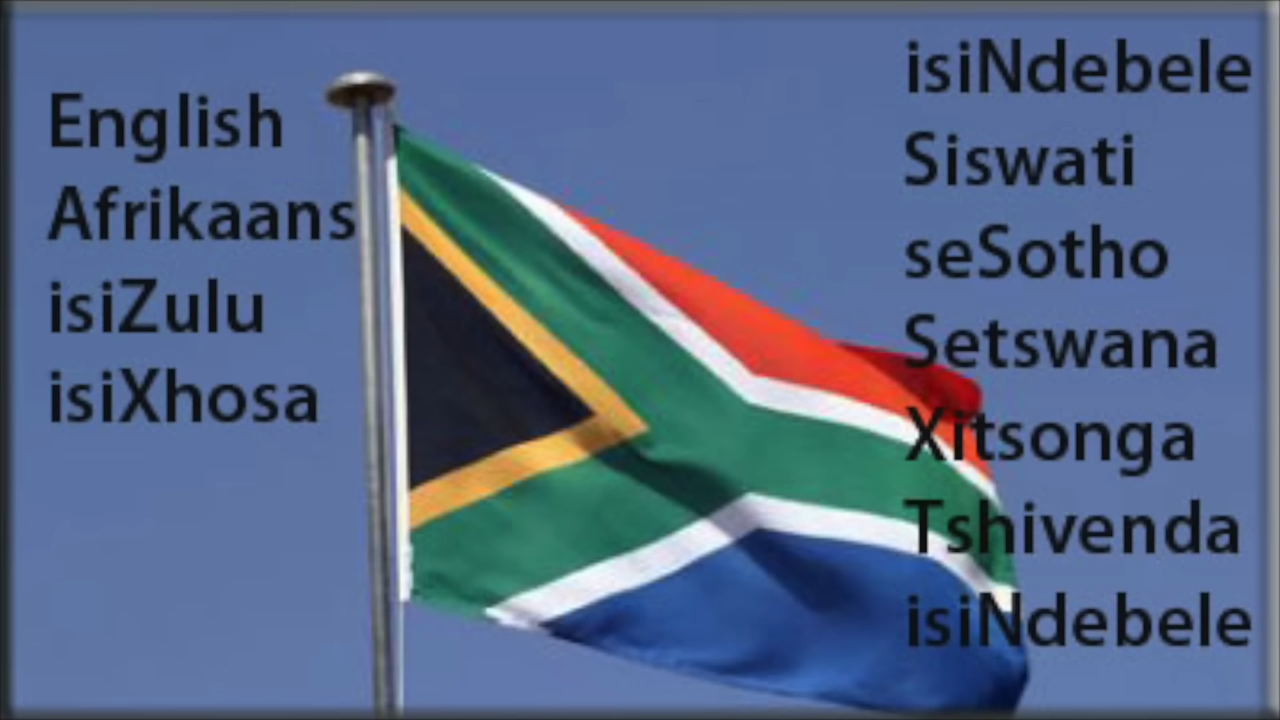 English
Afrikaans
isiZulu
isiXhosa
isiNdebele
Siswati
seSotho
Setswana
Xitsonga
Tshivenda
isiNdebele